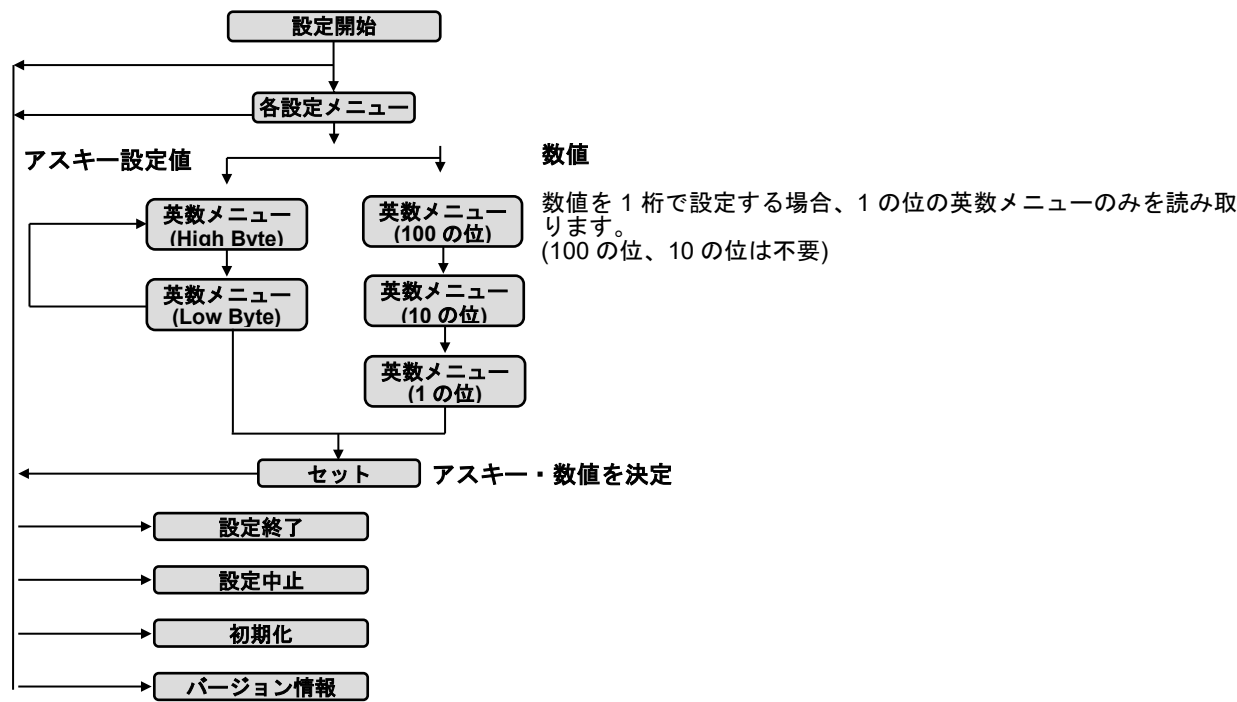 設定開始
各設定メニュー
アスキー設定値
数値
英数メニュー
(High Byte)
英数メニュー
(100 の位)
数値を 1 桁で設定する場合、1 の位の英数メニューのみを読み取
ります。
(100 の位、10 の位は不要)
英数メニュー
(Low Byte)
英数メニュー
(10 の位)
英数メニュー
(1 の位)
セット
アスキー・数値を決定
設定終了
設定中止
初期化
バージョン情報